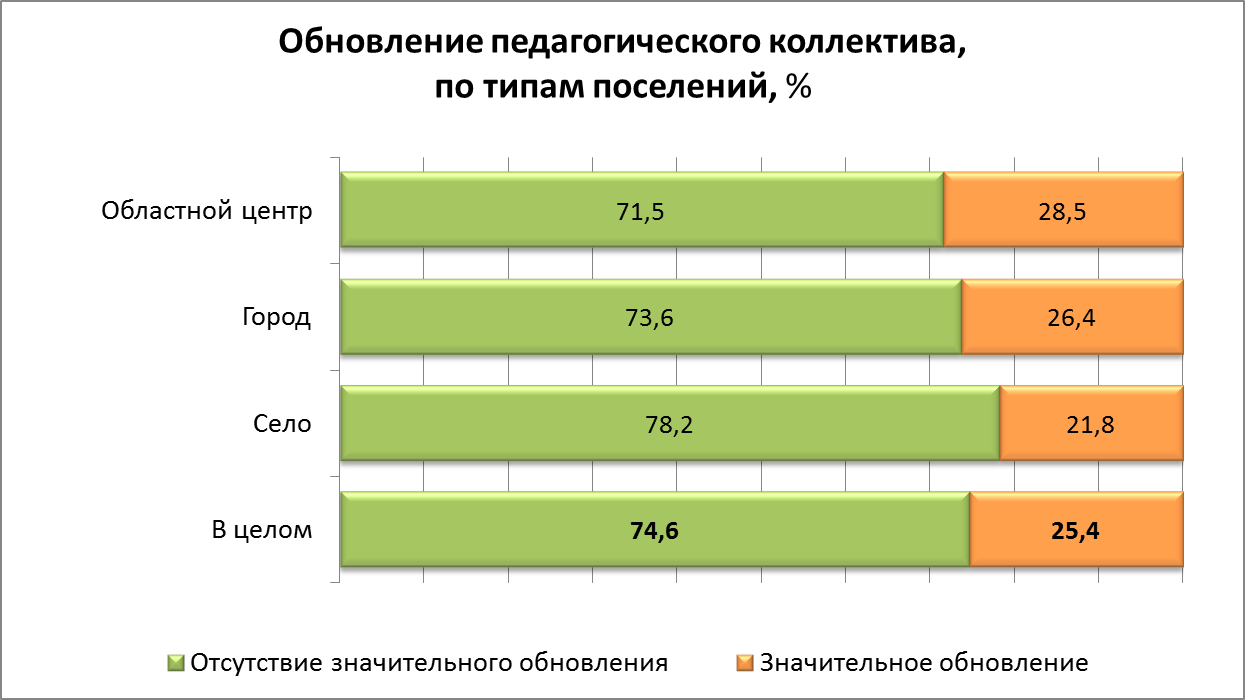 Обновление педагогического коллектива,
по типам поселений, %
Областной центр
71,5
28,5
Город
73,6
26,4
Село
78,2
21,8
В целом
74,6
25,4
Отсутствие значительного обновления
Значительное обновление